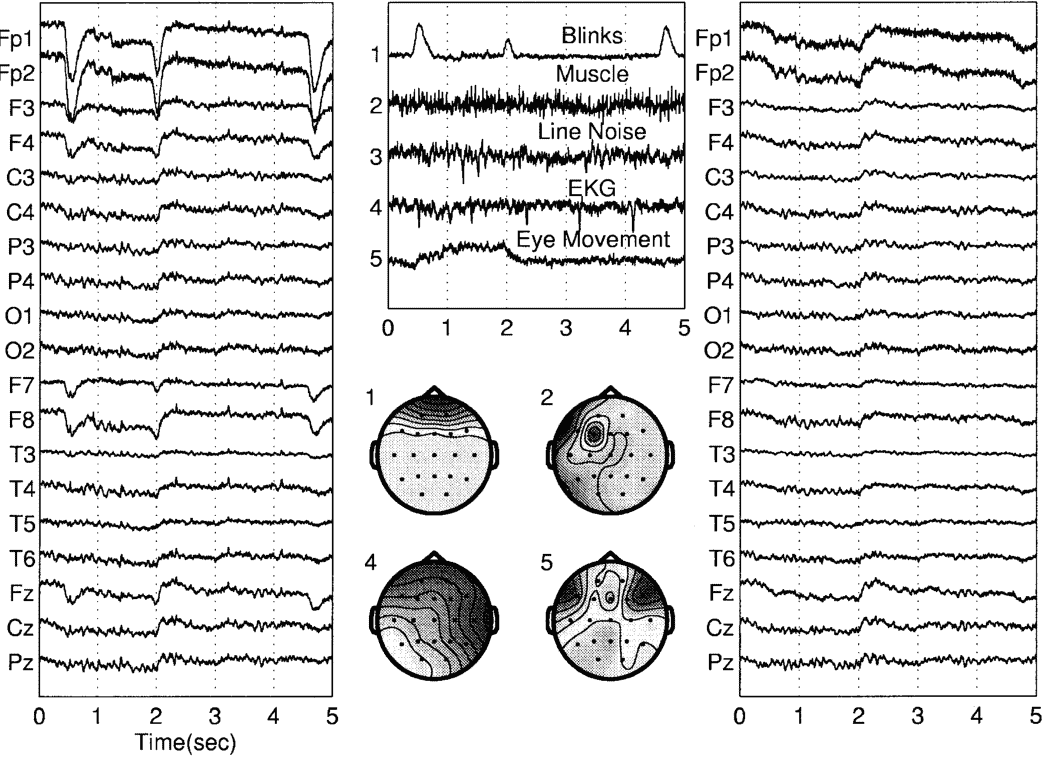 Fp1
Fp2
F3
F4
C3
C4
P3
P4
O1
O2
F7
F8
T3
T4
T5
T6
Fz
Cz
Pz
0 1 2 3 4 5
Time(sec)
1 Blinks
2 Muscle
3 Line Noise
4 EKG
5 Eye Movement
0 1 2 3 4 5
1 2
4 5
Fp1
Fp2
F3
F4
C3
C4
P3
P4
O1
O2
F7
F8
T3
T4
T5
T6
Fz
Cz
Pz
0 1 2 3 4 5